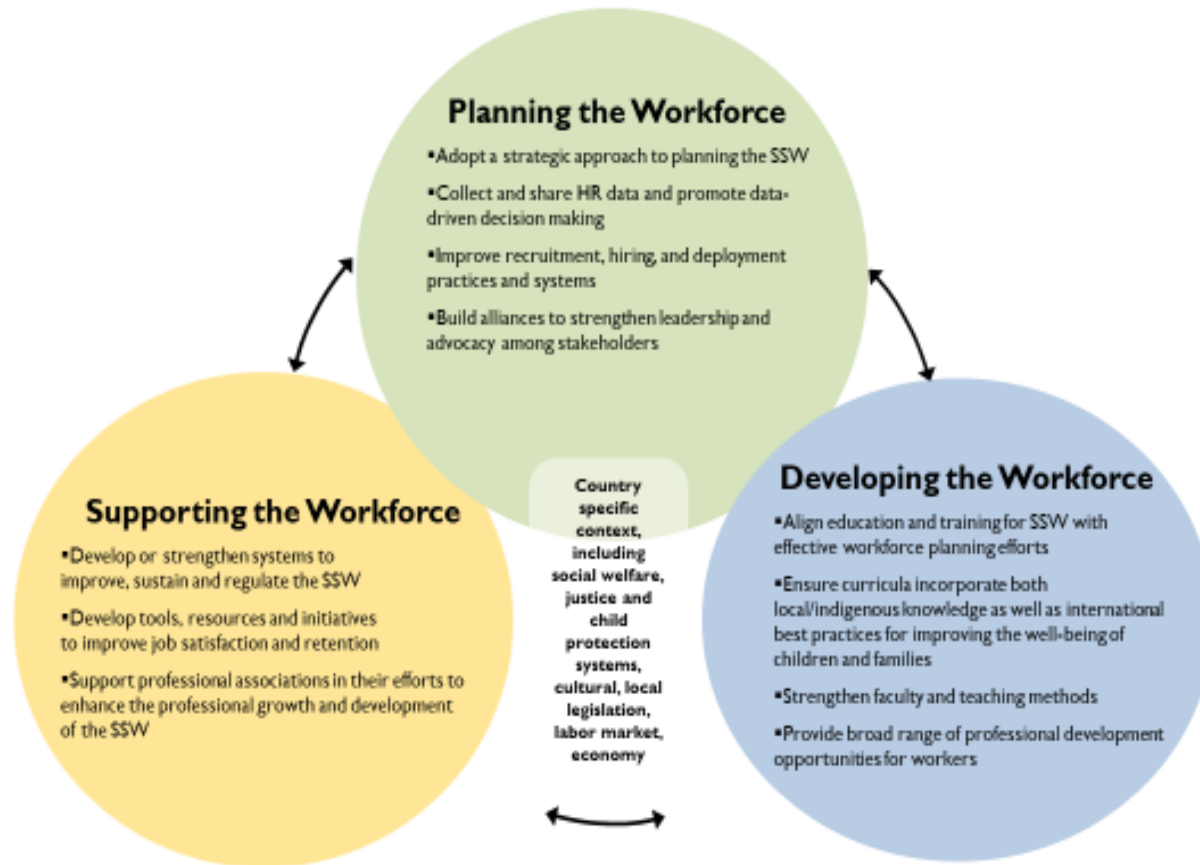 Planning the Workforce
▪Adopt a strategic approach to planning the SSW
▪Collect and share HR data and promote data-
driven decision making
▪Improve recruitment, hiring, and deployment
practices and systems
▪Build alliances to strengthen leadership and
advocacy among stakeholders
Supporting the Workforce
▪Develop or strengthen systems to
improve, sustain and regulate the SSW
▪Develop tools, resources and initiatives
to improve job satisfaction and retention
▪Support professional associations in their efforts to
enhance the professional growth and development
of the SSW
Country
specific
context,
including
social welfare,
justice and
child
protection
systems,
cultural, local
legislation,
labor market,
economy
Developing the Workforce
▪Align education and training for SSW with
effective workforce planning efforts
▪Ensure curricula incorporate both
local/indigenous knowledge as well as international
best practices for improving the well-being of
children and families
▪Strengthen faculty and teaching methods
▪Provide broad range of professional development
opportunities for workers